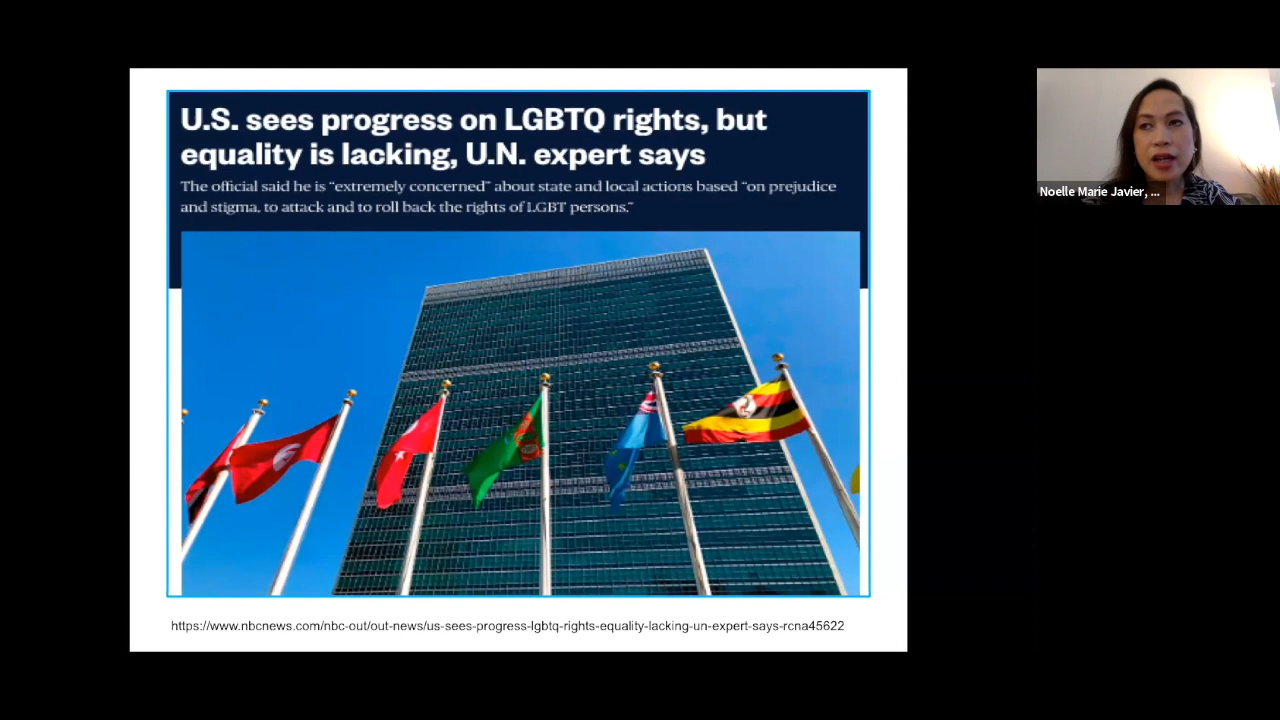 U.S. sees progress on LGBTQ rights, but
equality is lacking, U.N. expert says
The official said he is “extremely concerned” about state and local actions based “on prejudice
and stigma, to attack and to roll back the rights of LGBT persons.”
https://www.nbcnews.com/nbc-out/out-news/us-sees-progress-lgbtq-rights-equality-lacking-un-expert-says-rcna45622
Noelle Marie Javier, ...